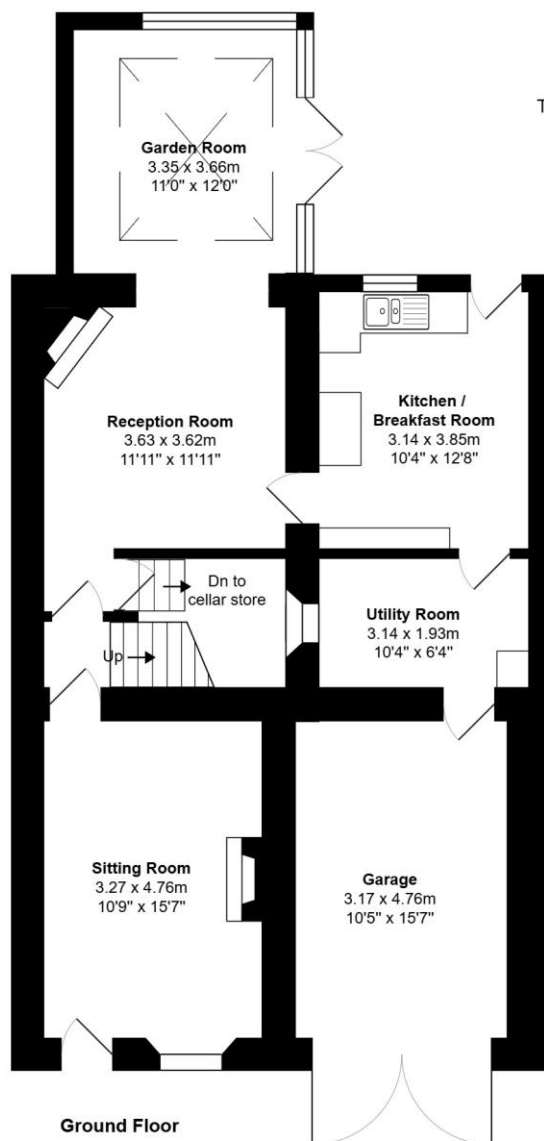 T
Garden Room
3.35 x 3.66m
11'0" x 12'0"
Reception Room
3.63 x 3.62m
11'11" x 11'11"
Kitchen /
Breakfast Room
3.14 x 3.85m
10'4" x 12'8"
Dn to
cellar store
Up
Utility Room
3.14 x 1.93m
10'4" x 6'4"
Sitting Room
3.27 x 4.76m
10'9" x 15'7"
Garage
3.17 x 4.76m
10'5" x 15'7"
Ground Floor